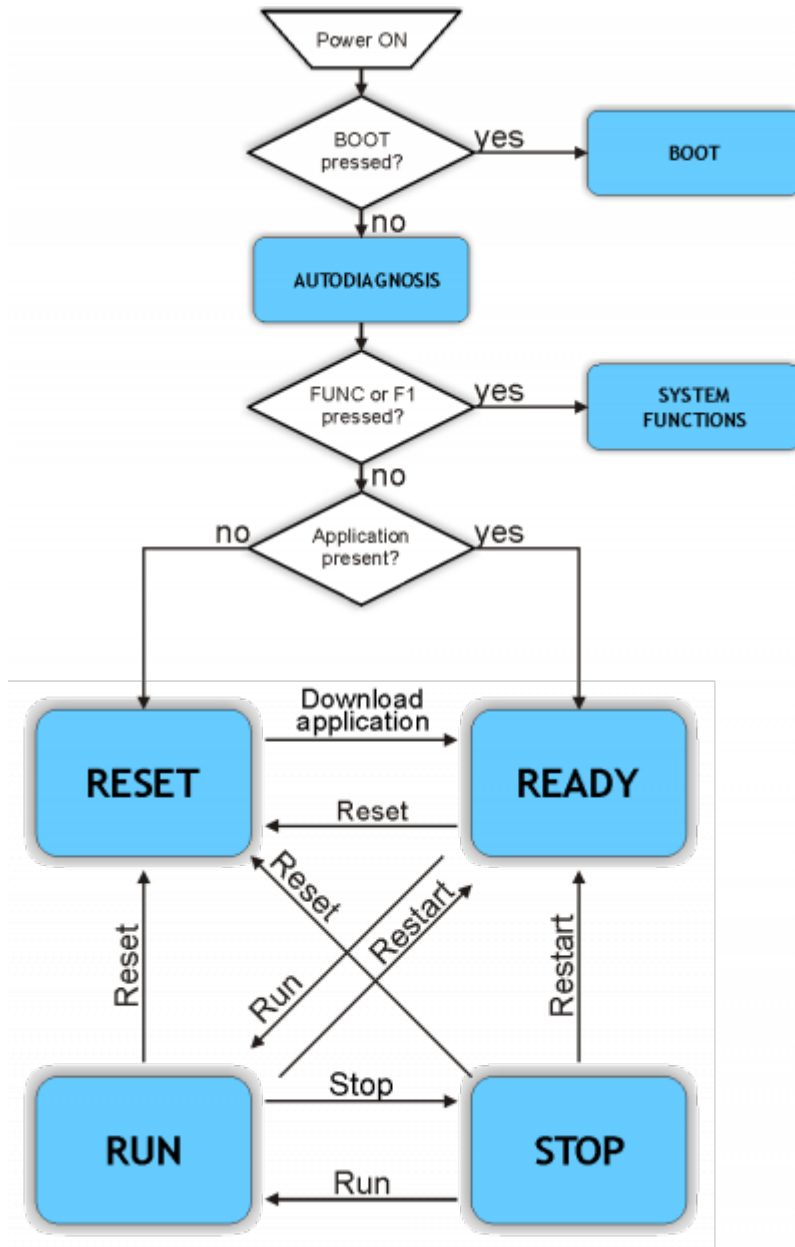 Power ON
BOOT
pressed?
yes
BOOT
no
AUTODIAGNOSIS
FUNC or F1
pressed?
yes
SYSTEM
FUNCTIONS
no
no
Application
present?
yes
Download
application
RESET
READY
Reset
Reset
Restart
Run
Reset
Restart
Stop
RUN
STOP
Run